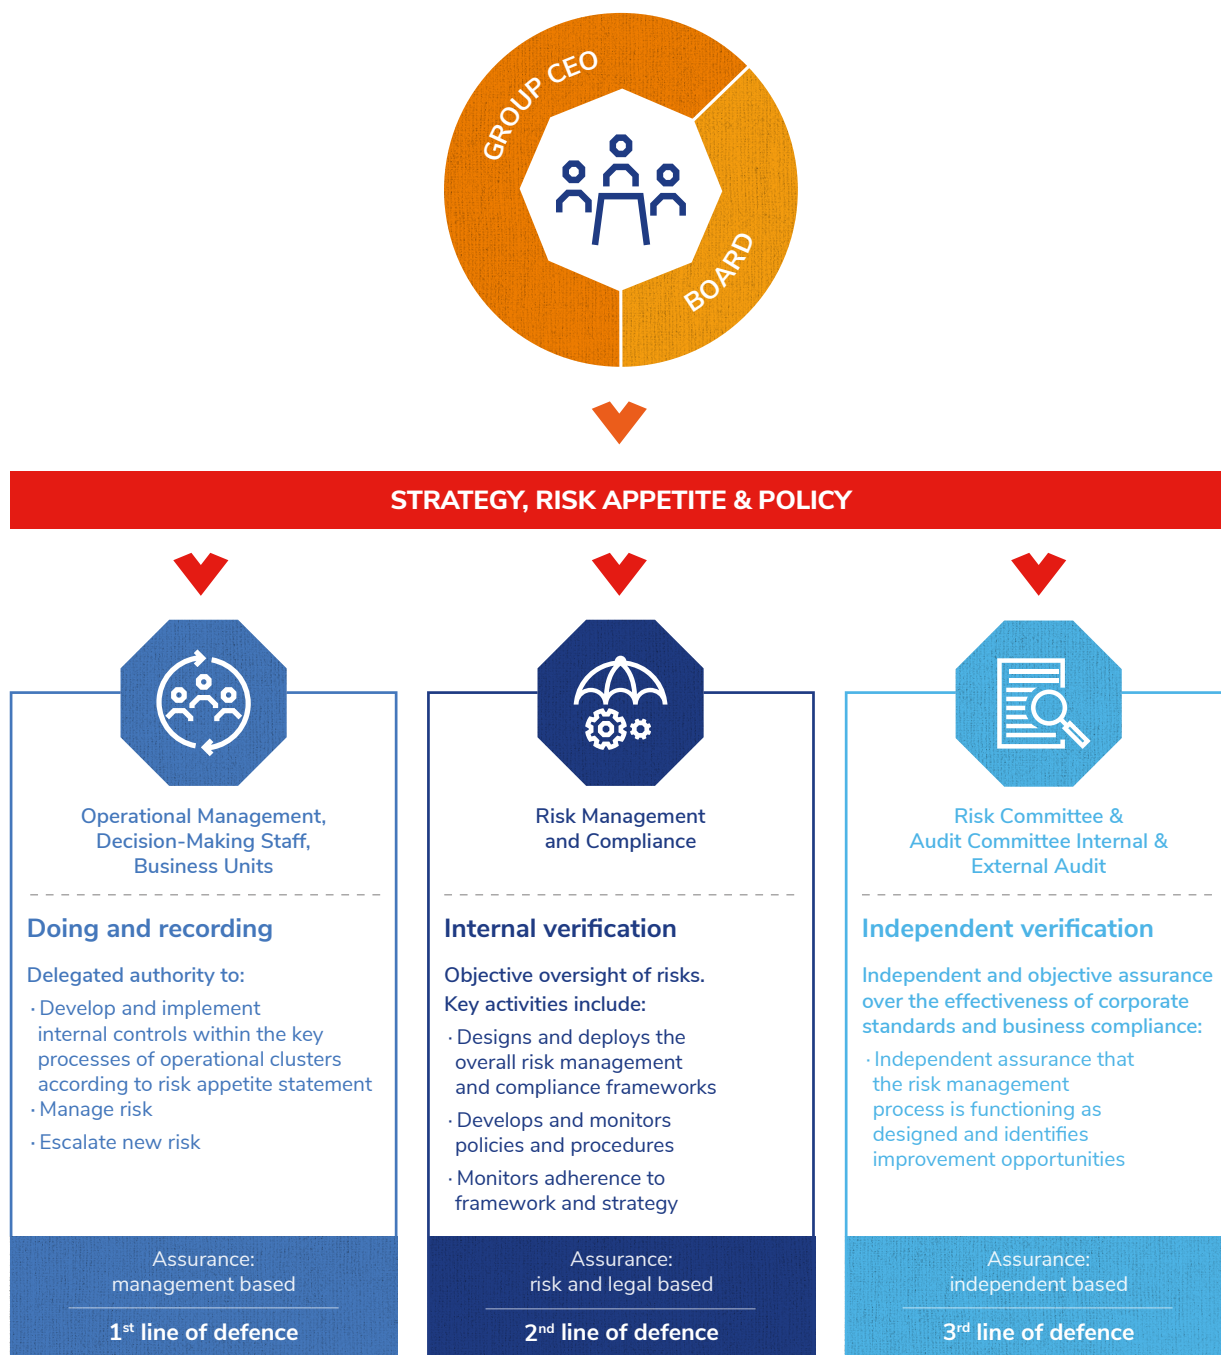 GROUP CEO
BOARD
STRATEGY, RISK APPETITE & POLICY
Operational Management,
Decision-Making Staff,
Business Units
Doing and recording
Delegated authority to:
· Develop and implement
internal controls within the key
processes of operational clusters
according to risk appetite statement
· Manage risk
· Escalate new risk
Assurance:
management based
1st line of defence
Risk Management
and Compliance
Internal verification
Objective oversight of risks.
Key activities include:
· Designs and deploys the
overall risk management
and compliance frameworks
· Develops and monitors
policies and procedures
· Monitors adherence to
framework and strategy
Assurance:
risk and legal based
2nd line of defence
Risk Committee &
Audit Committee Internal &
External Audit
Independent verification
Independent and objective assurance
over the effectiveness of corporate
standards and business compliance:
· Independent assurance that
the risk management
process is functioning as
designed and identifies
improvement opportunities
Assurance:
independent based
3rd line of defence